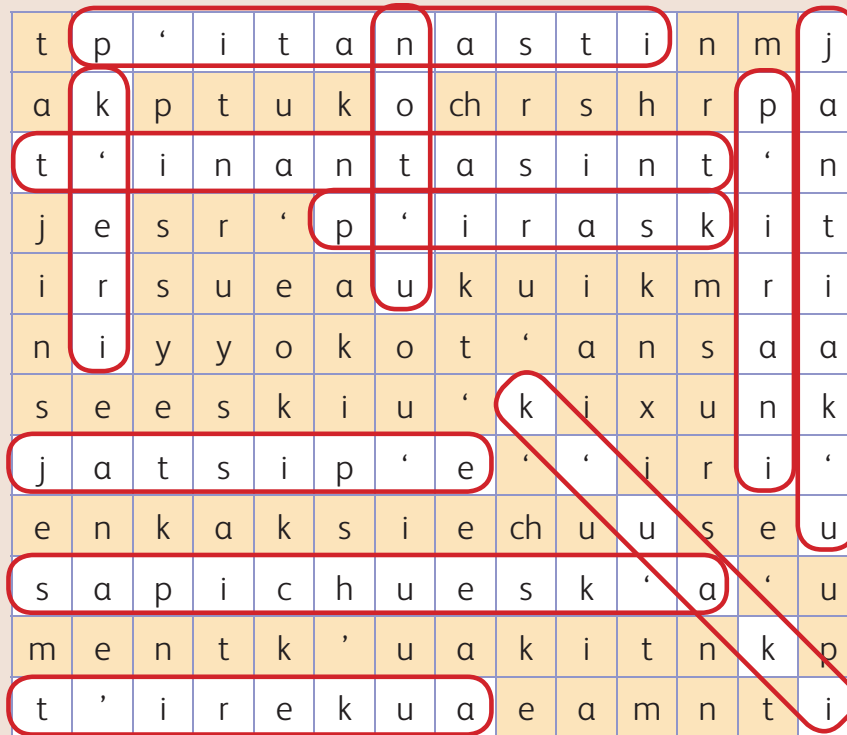 t p ‘ i t a n a s t i n m j
a k p t u k o ch r s h r p a
t ‘ i n a n t a s i n t ‘ n
j e s r ‘ p ‘ i r a s k i t
i r s u e a u k u i k m r i
n i y y o k o t ‘ a n s a a
s e e s k i u ‘ k i x u n k
j a t s i p ‘ e ‘ ‘ i r i ‘
e n k a k s i e ch u u s e u
s a p i c h u e s k ‘ a ‘ u
m e n t k ’ u a k i t n k p
t ’ i r e k u a e a m n t i